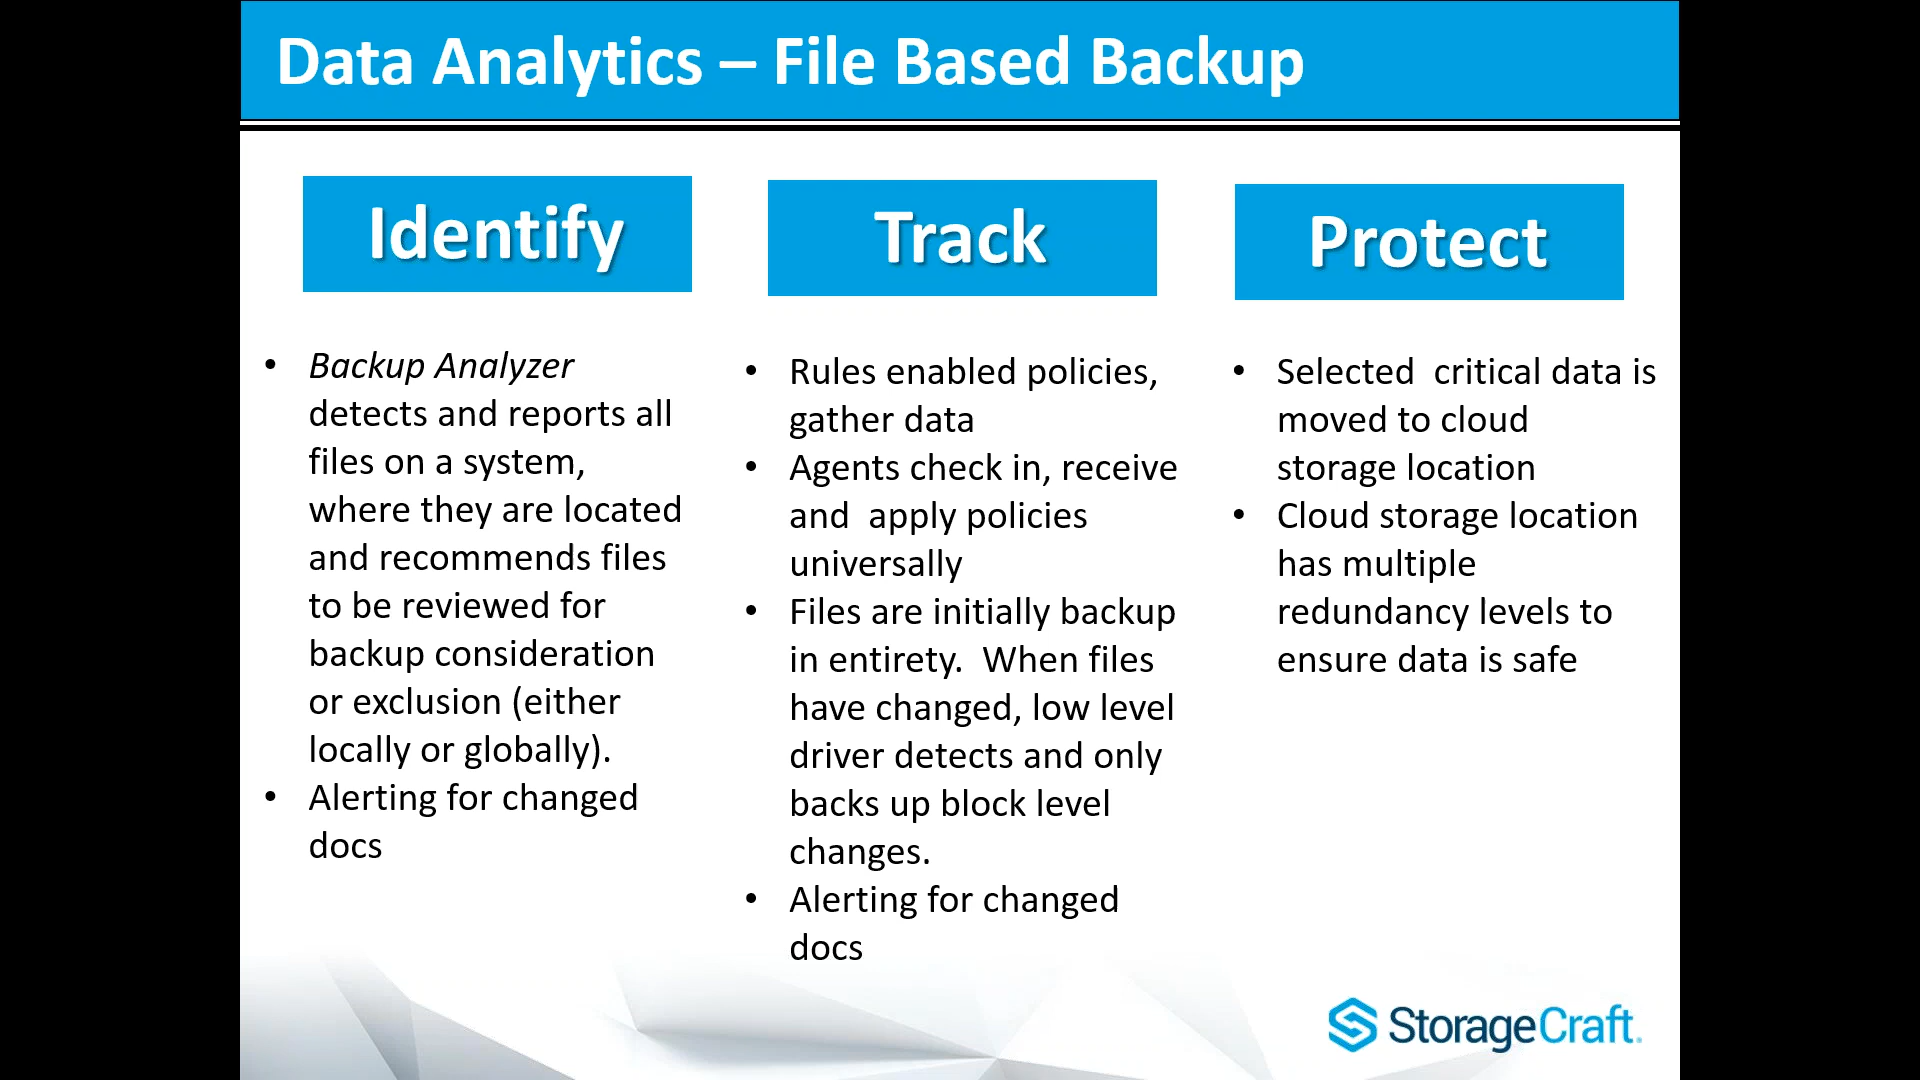 Data Analytics – File Based Backup
Identify
• Backup Analyzer
detects and reports all
files on a system,
where they are located
and recommends files
to be reviewed for
backup consideration
or exclusion (either
locally or globally).
• Alerting for changed
docs
Track
• Rules enabled policies,
gather data
• Agents check in, receive
and  apply policies
universally
• Files are initially backup
in entirety.  When files
have changed, low level
driver detects and only
backs up block level
changes.
• Alerting for changed
docs
Protect
• Selected  critical data is
moved to cloud
storage location
• Cloud storage location
has multiple
redundancy levels to
ensure data is safe
StorageCraft